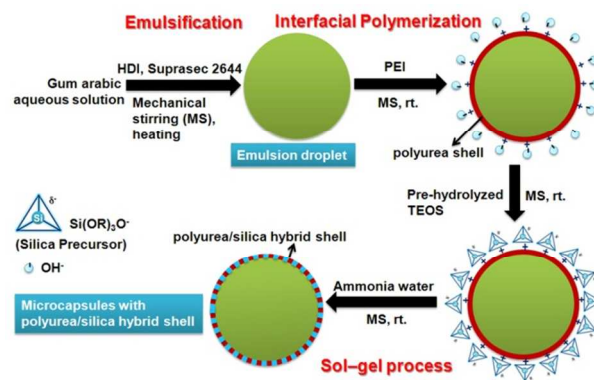 Emulsification
Interfacial Polymerization
HDI, Suprasec 2644
Gum arabic
aqueous solution
Mechanical
stirring (MS),
heating
Emulsion droplet
PEI
MS, rt.
polyurea shell
Pre-hydrolyzed
TEOS
MS, rt.
δ-
Si
Si(OR)3O-
(Silica Precursor)
OH-
polyurea/silica hybrid shell
Microcapsules with
polyurea/silica hybrid shell
Ammonia water
MS, rt.
Sol–gel process